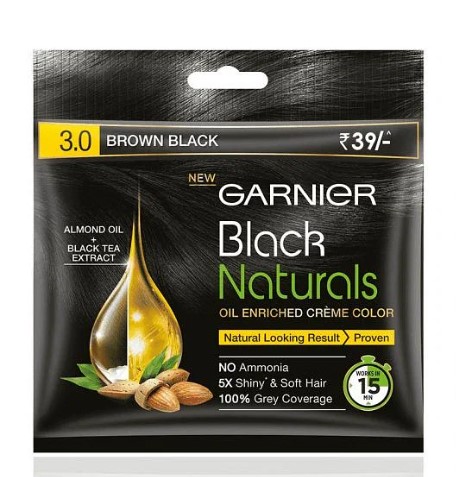 3.0 BROWN BLACK ₹39/-^
NEW
GARNIER
Black
Naturals
OIL ENRICHED CRÈME COLOR
ALMOND OIL
+
BLACK TEA
EXTRACT
Natural Looking Result > Proven
NO Ammonia
5X Shiny* & Soft Hair
100% Grey Coverage
WORKS IN
15
MIN